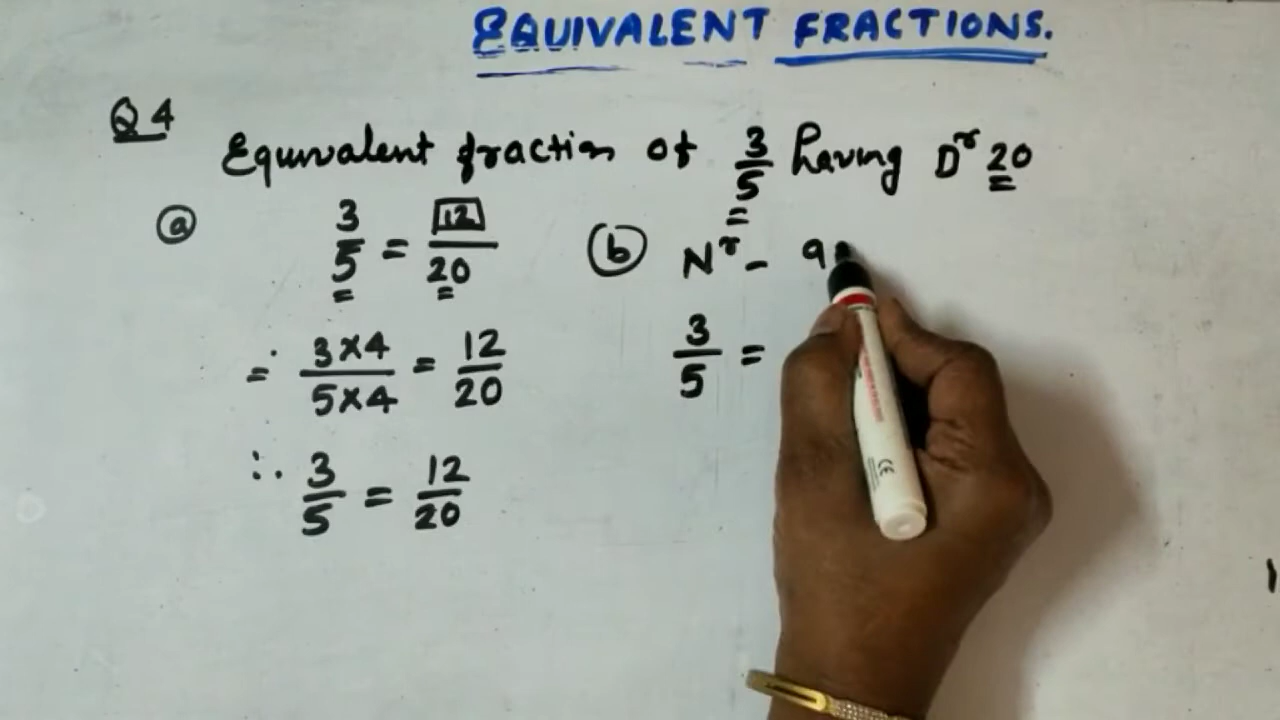 EQUIVALENT FRACTIONS.
Q4
Equivalent fraction of 3/5 having Dʳ 20
ⓐ 3/5 = 12/20
= 3×4/5×4 = 12/20
∴ 3/5 = 12/20
ⓑ Nʳ - 9
3/5 =
CE